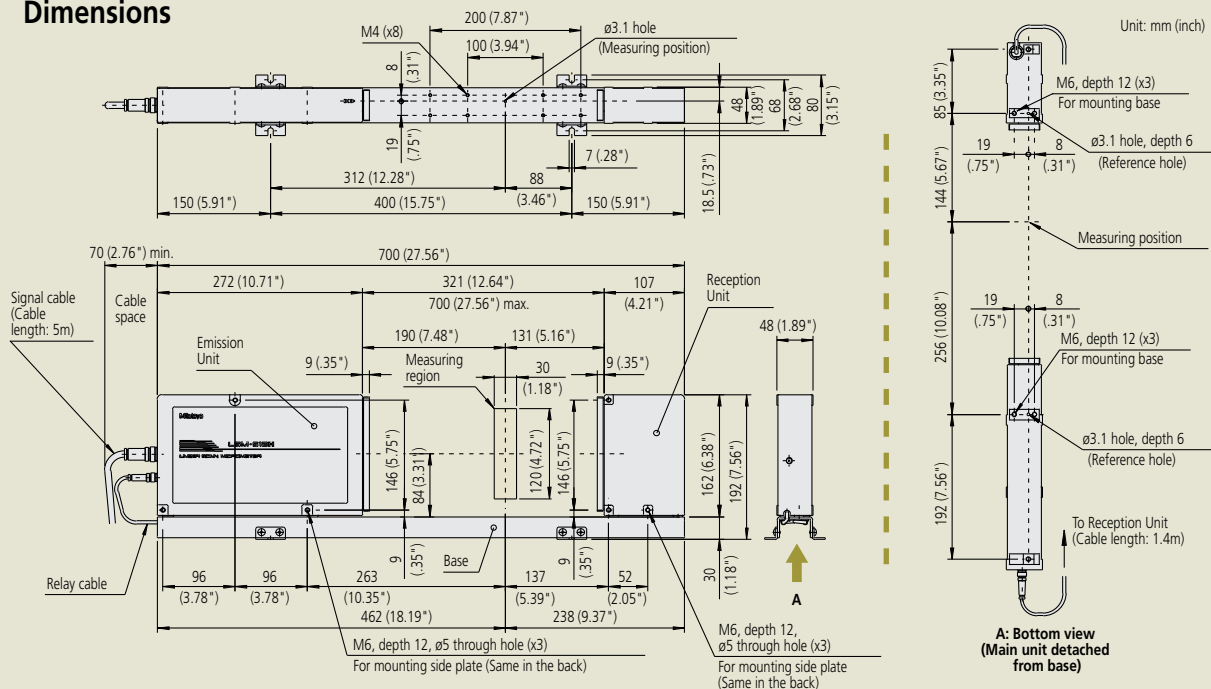 Dimensions
Unit: mm (inch)
M4 (x8)
200 (7.87")
100 (3.94")
ø3.1 hole
(Measuring position)
8
(.31")
19
(.75")
48
(1.89")
68
(2.68")
80
(3.15")
18.5 (.73")
7 (.28")
312 (12.28")
88
(3.46")
150 (5.91")
400 (15.75")
150 (5.91")
70 (2.76") min.
700 (27.56")
272 (10.71")
321 (12.64")
107
(4.21")
700 (27.56") max.
Reception
Unit
Signal cable
(Cable
length: 5m)
Cable
space
Emission
Unit
190 (7.48")
131 (5.16")
9 (.35")
Measuring
region
30
(1.18")
9 (.35")
48 (1.89")
Mitutoyo
LASER SCAN MICROMETER
146 (5.75")
84 (3.31")
120 (4.72")
146 (5.75")
162 (6.38")
192 (7.56")
9
(.35")
Base
9
(.35")
30
(1.18")
A
Relay cable
96
(3.78")
96
(3.78")
263
(10.35")
137
(5.39")
52
(2.05")
462 (18.19")
238 (9.37")
M6, depth 12, ø5 through hole (x3)
For mounting side plate (Same in the back)
M6, depth 12,
ø5 through hole (x3)
For mounting side plate
(Same in the back)
85 (3.35")
M6, depth 12 (x3)
For mounting base
ø3.1 hole, depth 6
(Reference hole)
19
(.75")
8
(.31")
144 (5.67")
Measuring position
256 (10.08")
19
(.75")
8
(.31")
M6, depth 12 (x3)
For mounting base
ø3.1 hole, depth 6
(Reference hole)
192 (7.56")
To Reception Unit
(Cable length: 1.4m)
A: Bottom view
(Main unit detached
from base)